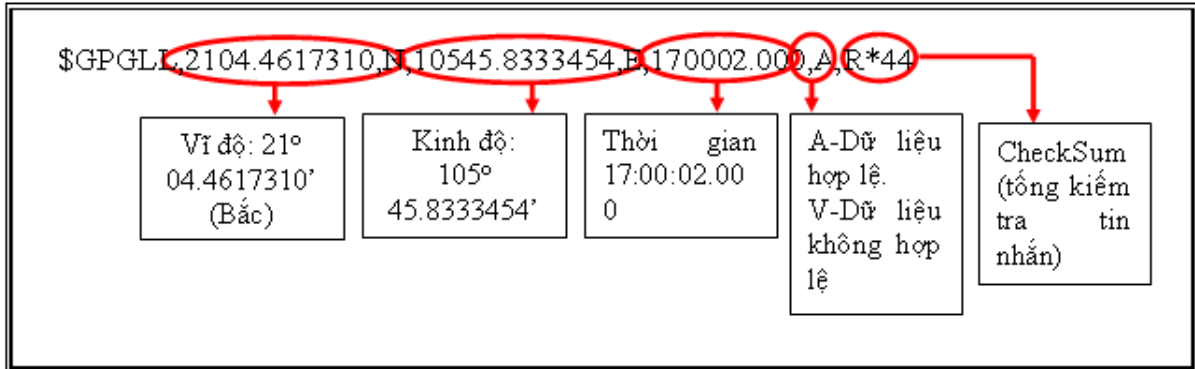 $GPGLL,2104.4617310,N,10545.8333454,E,170002.000,A,R*44
Vĩ độ: 21º
04.4617310’
(Bắc)
Kinh độ:
105º
45.8333454’
Thời gian
17:00:02.00
0
A-Dữ liệu
hợp lệ.
V-Dữ liệu
không hợp
lệ
CheckSum
(tổng kiểm
tra tin
nhắn)